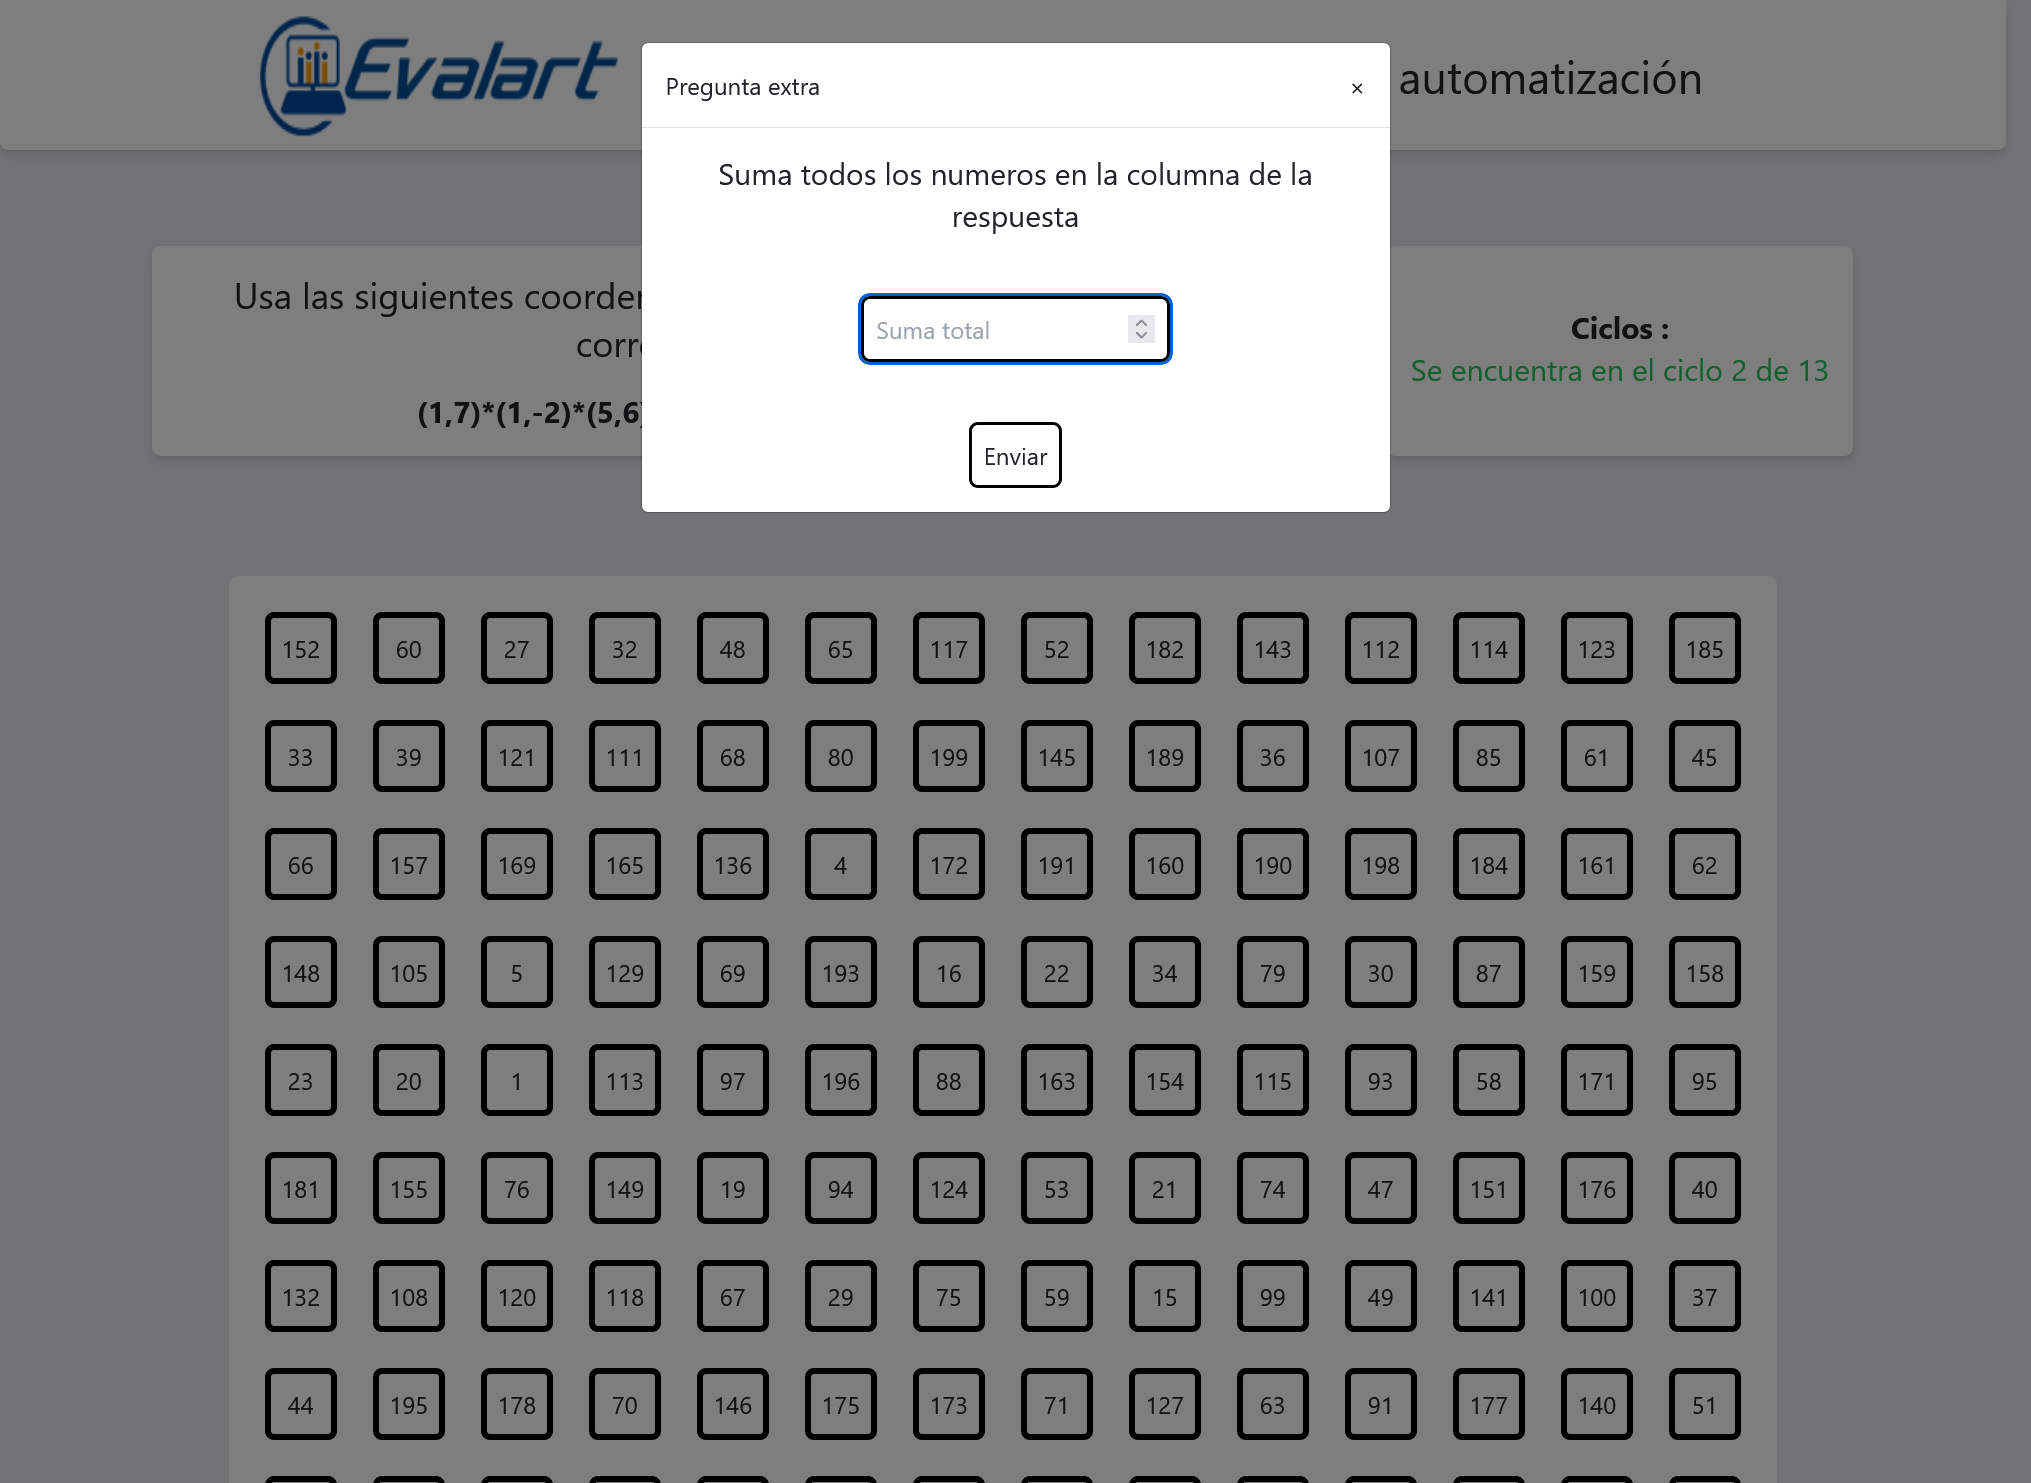 Evalart
automatización
Pregunta extra
×
Suma todos los numeros en la columna de la
respuesta
Suma total
Enviar
Usa las siguientes
(1,7)*(1,-2)*(5,6)
Ciclos :
Se encuentra en el ciclo 2 de 13
152 60 27 32 48 65 117 52 182 143 112 114 123 185
33 39 121 111 68 80 199 145 189 36 107 85 61 45
66 157 169 165 136 4 172 191 160 190 198 184 161 62
148 105 5 129 69 193 16 22 34 79 30 87 159 158
23 20 1 113 97 196 88 163 154 115 93 58 171 95
181 155 76 149 19 94 124 53 21 74 47 151 176 40
132 108 120 118 67 29 75 59 15 99 49 141 100 37
44 195 178 70 146 175 173 71 127 63 91 177 140 51